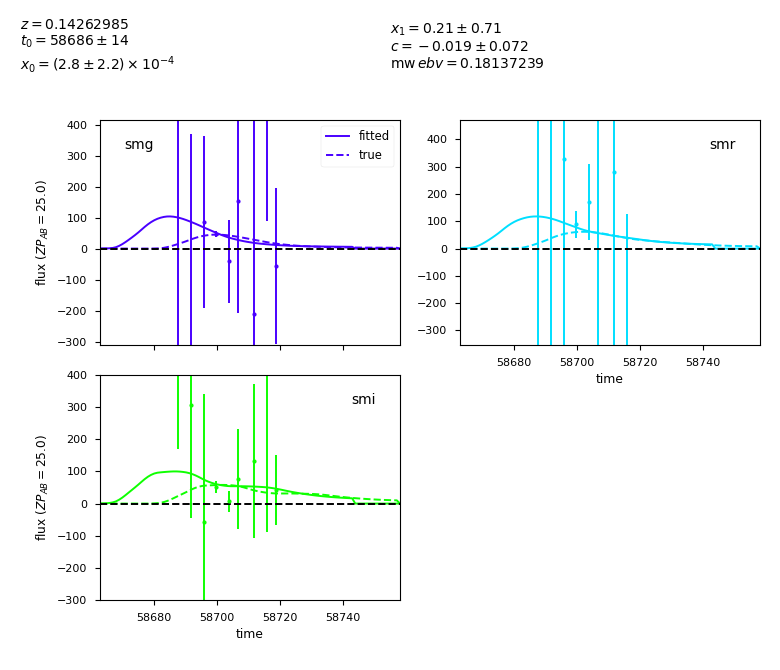 z = 0.14262985
t₀ = 58686 ± 14
x₀ = (2.8 ± 2.2) × 10⁻⁴
x₁ = 0.21 ± 0.71
c = −0.019 ± 0.072
mw ebv = 0.18137239
smg
fitted
true
400
300
200
100
0
−100
−200
−300
flux (ZP_AB = 25.0)
smr
400
300
200
100
0
−100
−200
−300
58680 58700 58720 58740
time
smi
400
300
200
100
0
−100
−200
−300
flux (ZP_AB = 25.0)
58680 58700 58720 58740
time